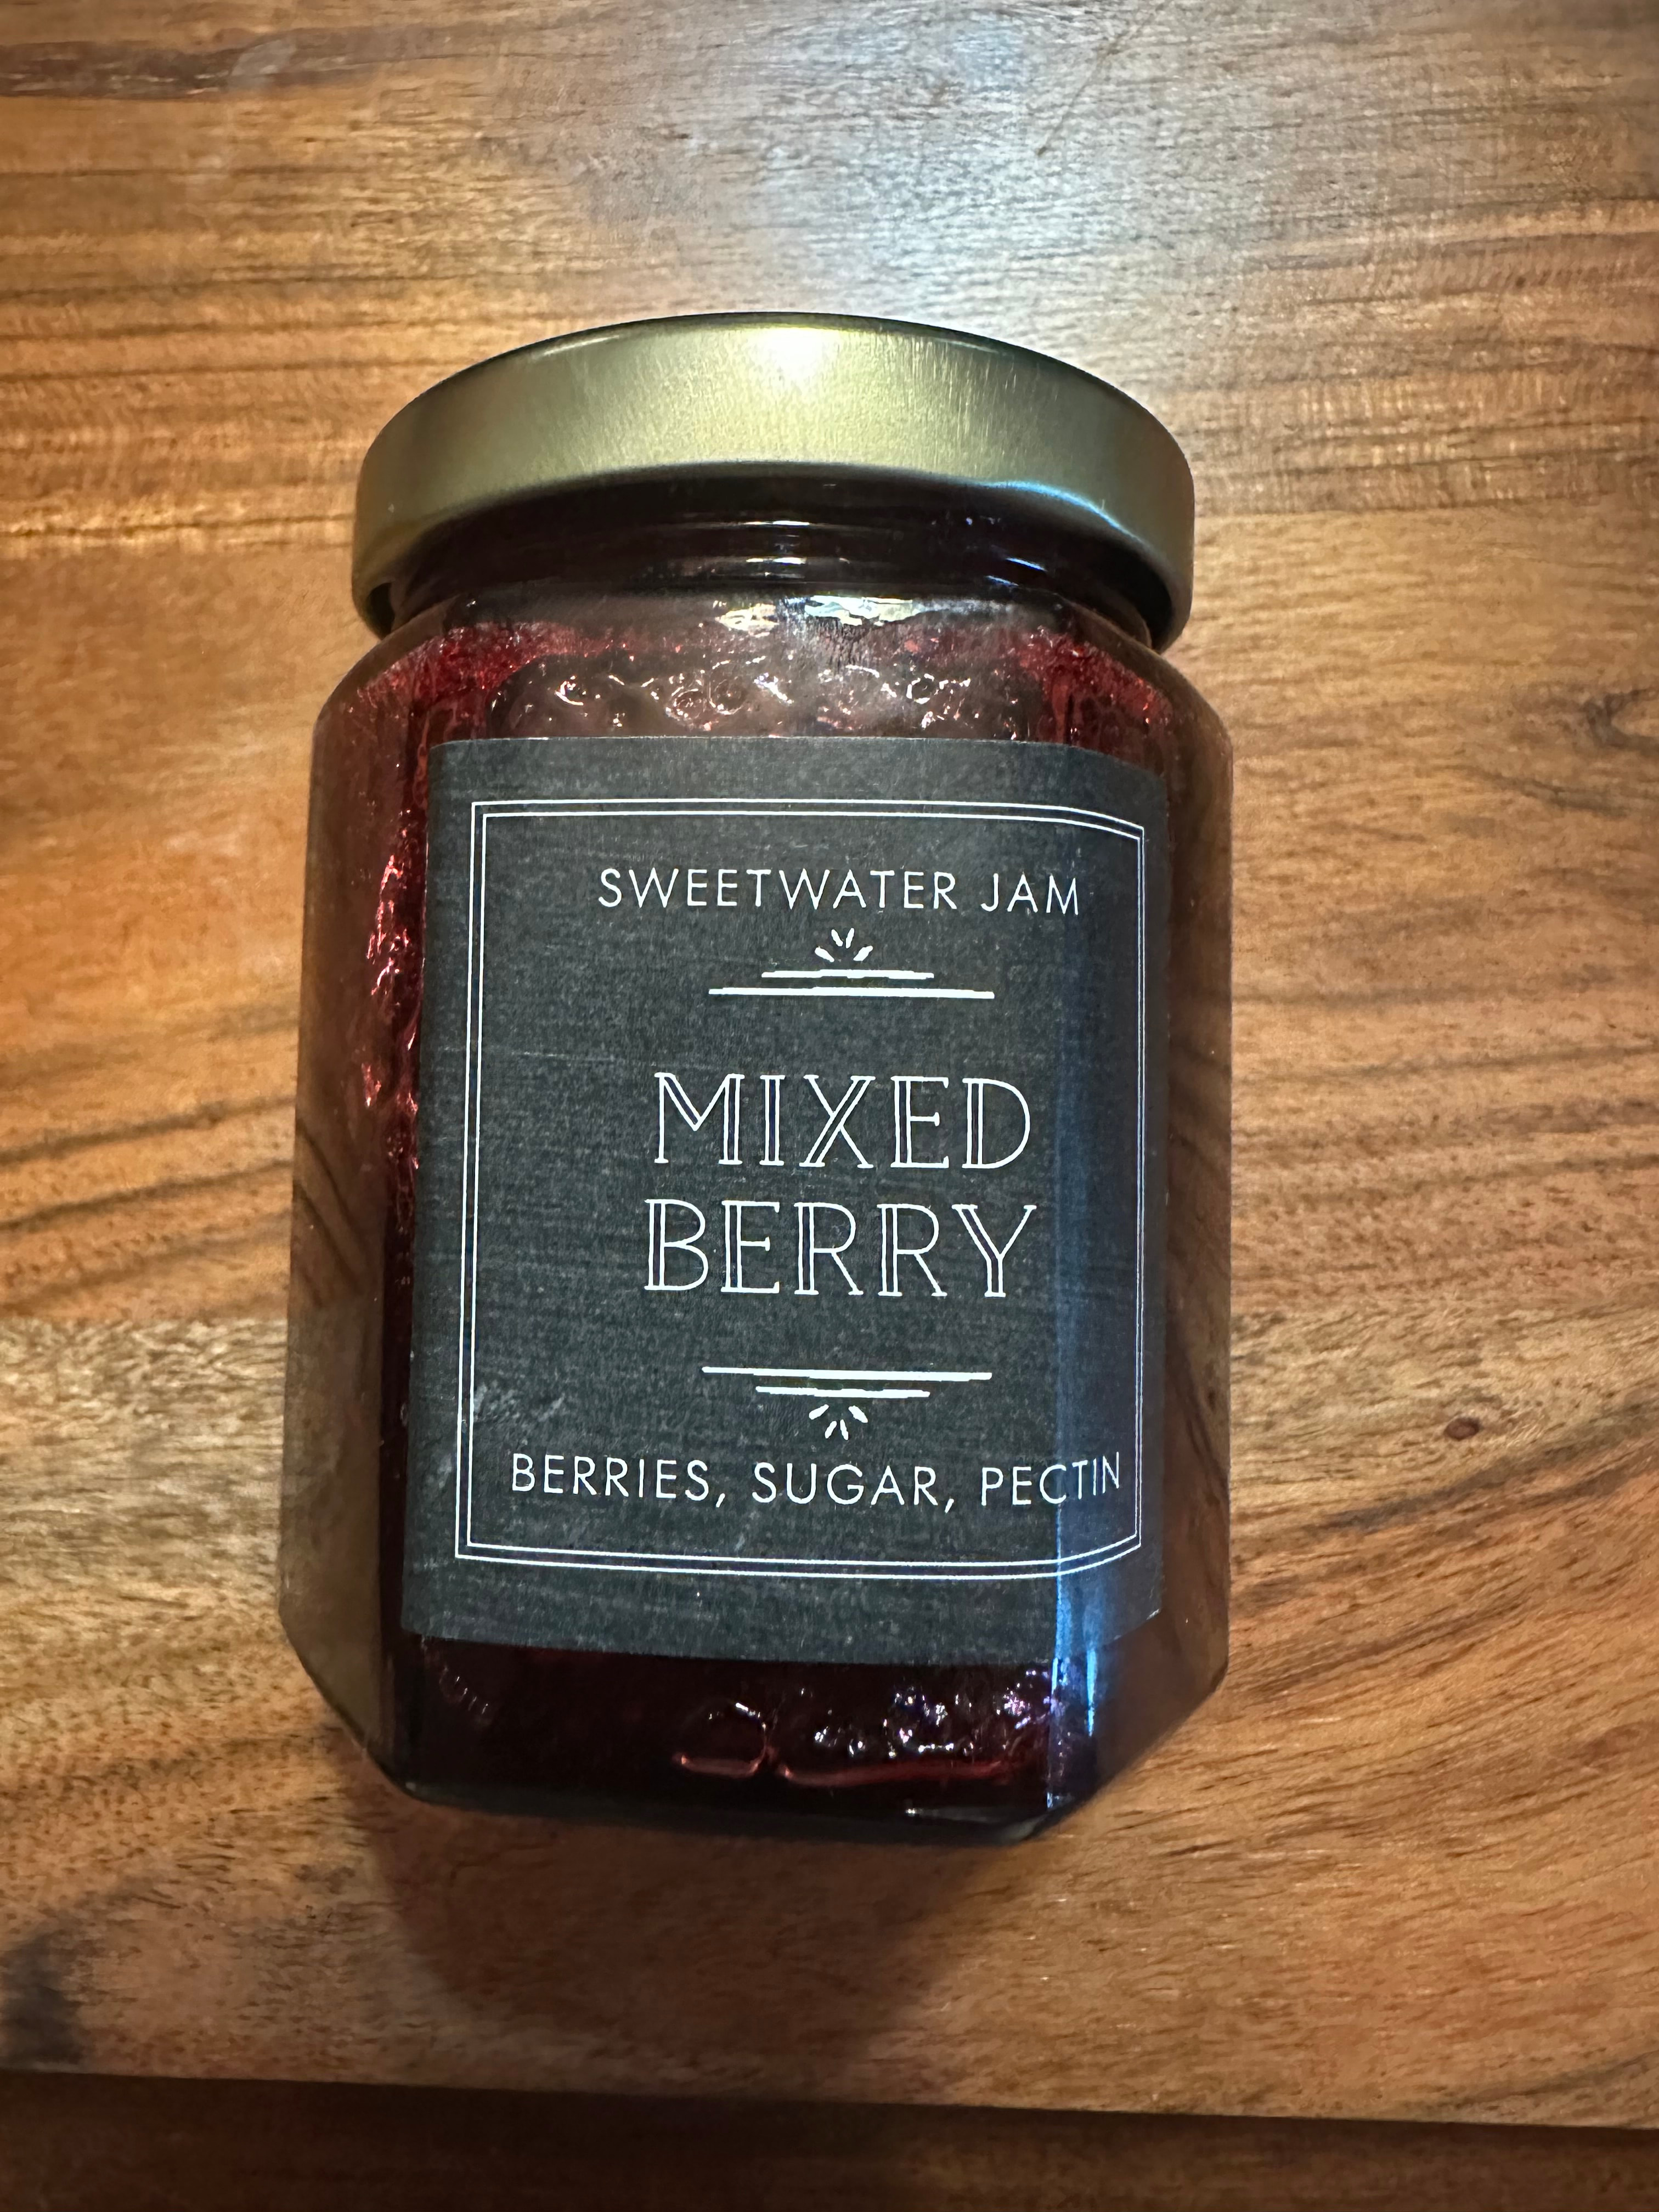 SWEETWATER JAM
MIXED
BERRY
BERRIES, SUGAR, PECTIN